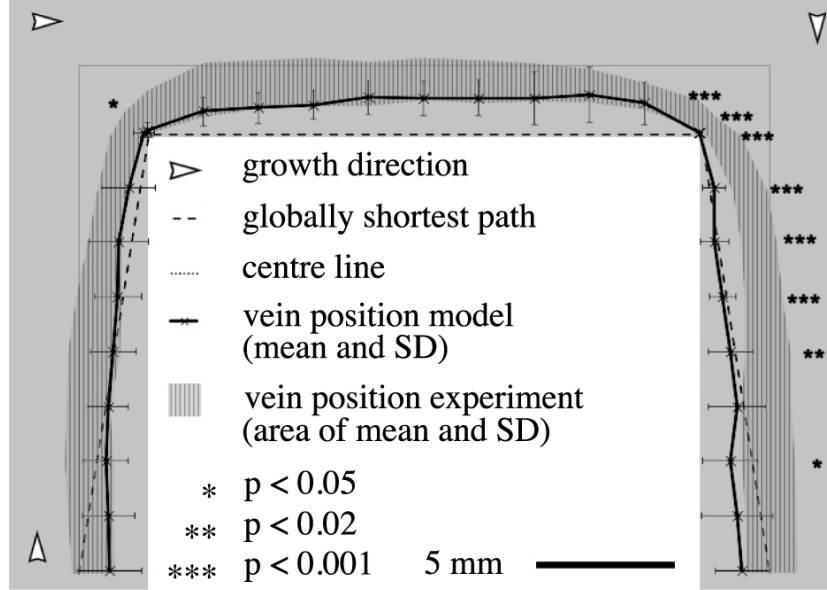 *
***
***
***
growth direction
***
globally shortest path
***
centre line
vein position model
***
(mean and SD)
**
vein position experiment
(area of mean and SD)
*
* p < 0.05
** p < 0.02
*** p < 0.001 5 mm